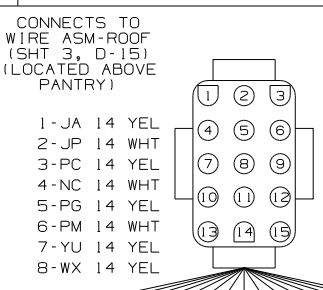 CONNECTS TO
WIRE ASM-ROOF
(SHT 3, D-15)
(LOCATED ABOVE
PANTRY)
1-JA 14 YEL
2-JP 14 WHT
3-PC 14 YEL
4-NC 14 WHT
5-PG 14 YEL
6-PM 14 WHT
7-YU 14 YEL
8-WX 14 YEL
1 2 3
4 5 6
7 8 9
10 11 12
13 14 15